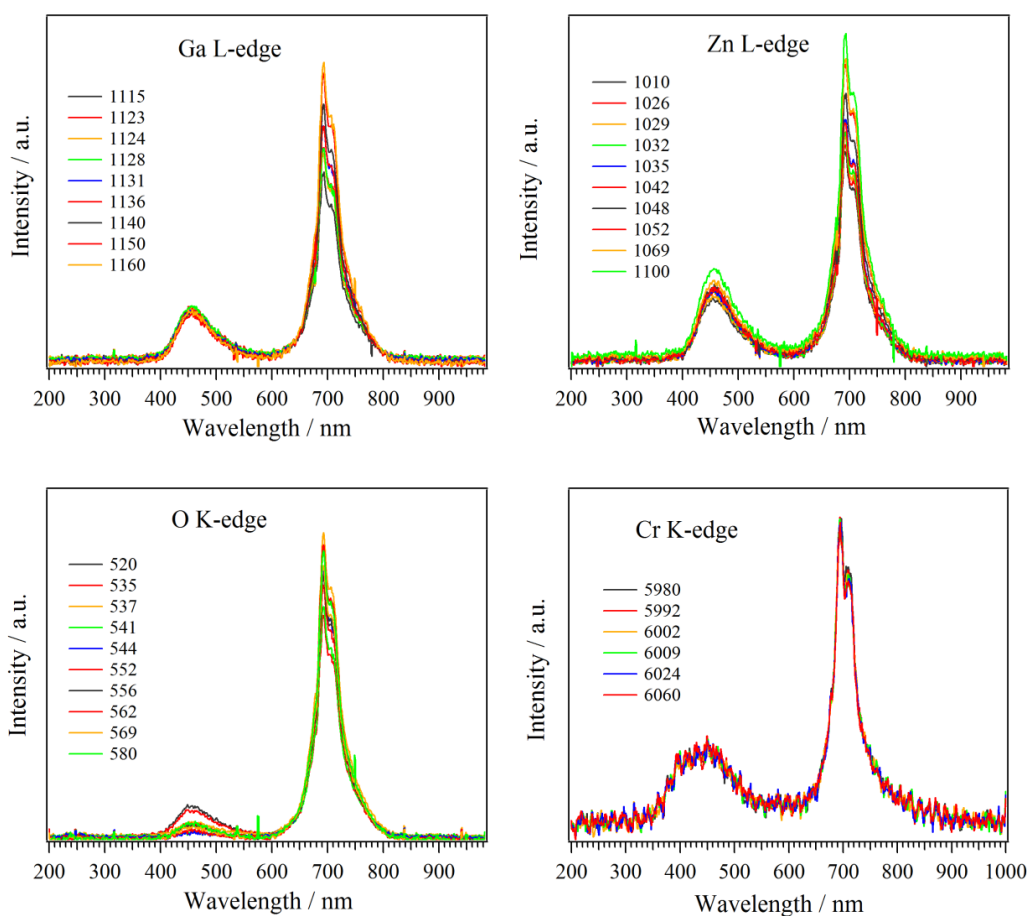 Ga L-edge
1115
1123
1124
1128
1131
1136
1140
1150
1160
Intensity / a.u.
200 300 400 500 600 700 800 900
Wavelength / nm
Zn L-edge
1010
1026
1029
1032
1035
1042
1048
1052
1069
1100
Intensity / a.u.
200 300 400 500 600 700 800 900
Wavelength / nm
O K-edge
520
535
537
541
544
552
556
562
569
580
Intensity / a.u.
200 300 400 500 600 700 800 900
Wavelength / nm
Cr K-edge
5980
5992
6002
6009
6024
6060
Intensity / a.u.
200 300 400 500 600 700 800 900 1000
Wavelength / nm